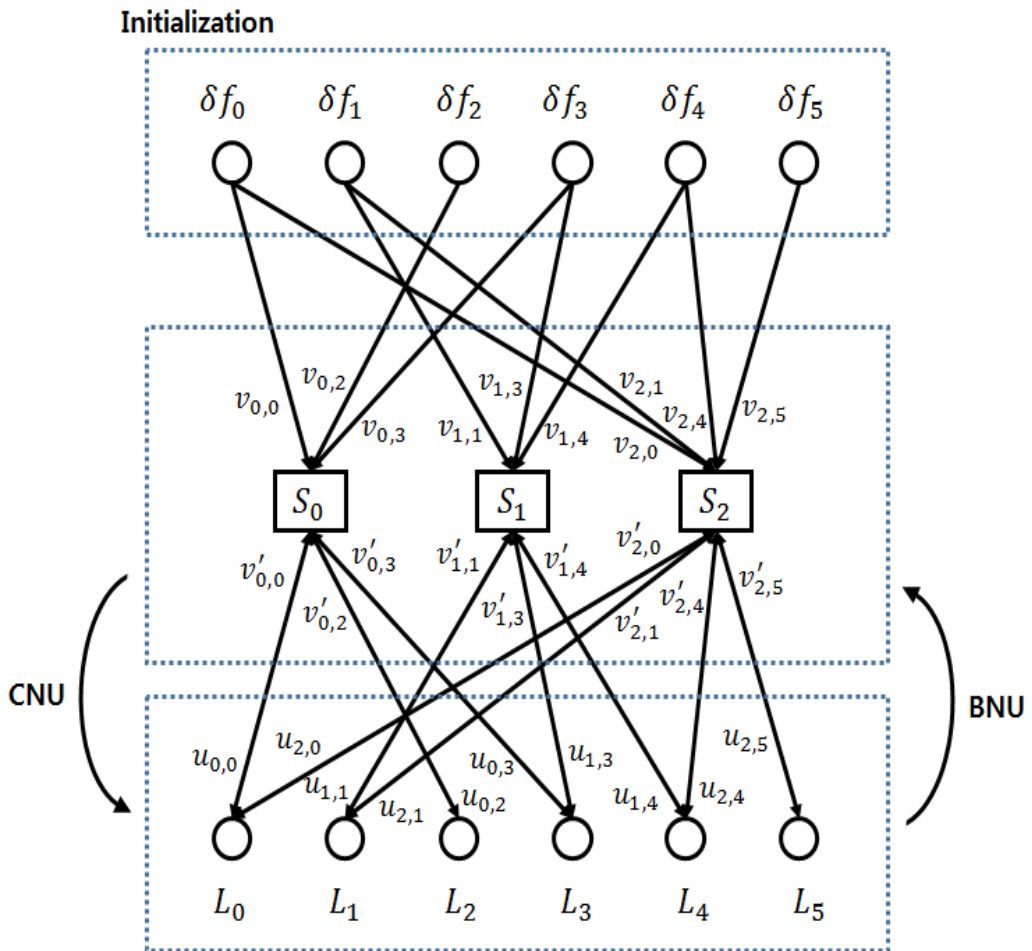 Initialization
δf₀ δf₁ δf₂ δf₃ δf₄ δf₅
v₀,₀ v₀,₂ v₀,₃ v₁,₁ v₁,₃ v₁,₄ v₂,₀ v₂,₁ v₂,₄ v₂,₅
S₀ S₁ S₂
v′₀,₀ v′₀,₂ v′₀,₃ v′₁,₁ v′₁,₃ v′₁,₄ v′₂,₀ v′₂,₁ v′₂,₄ v′₂,₅
CNU
BNU
u₀,₀ u₂,₀ u₁,₁ u₂,₁ u₀,₂ u₀,₃ u₁,₃ u₁,₄ u₂,₄ u₂,₅
L₀ L₁ L₂ L₃ L₄ L₅